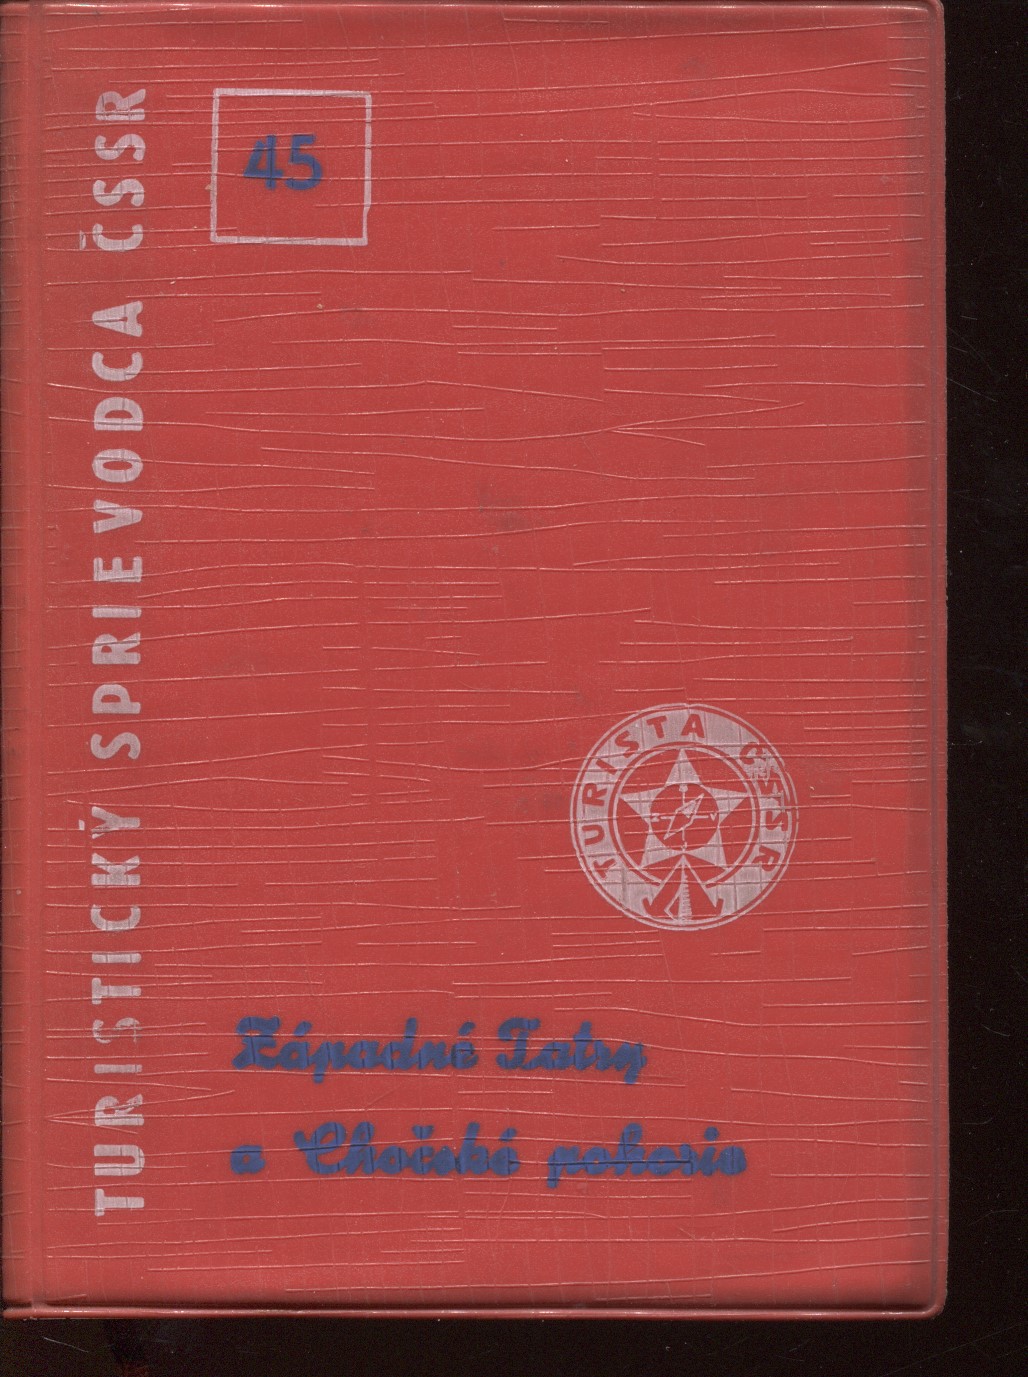 TURISTICKÝ SPRIEVODCA ČSSR
45
TURISTA ČSSR
Západné Tatry
a Chočské pohorie